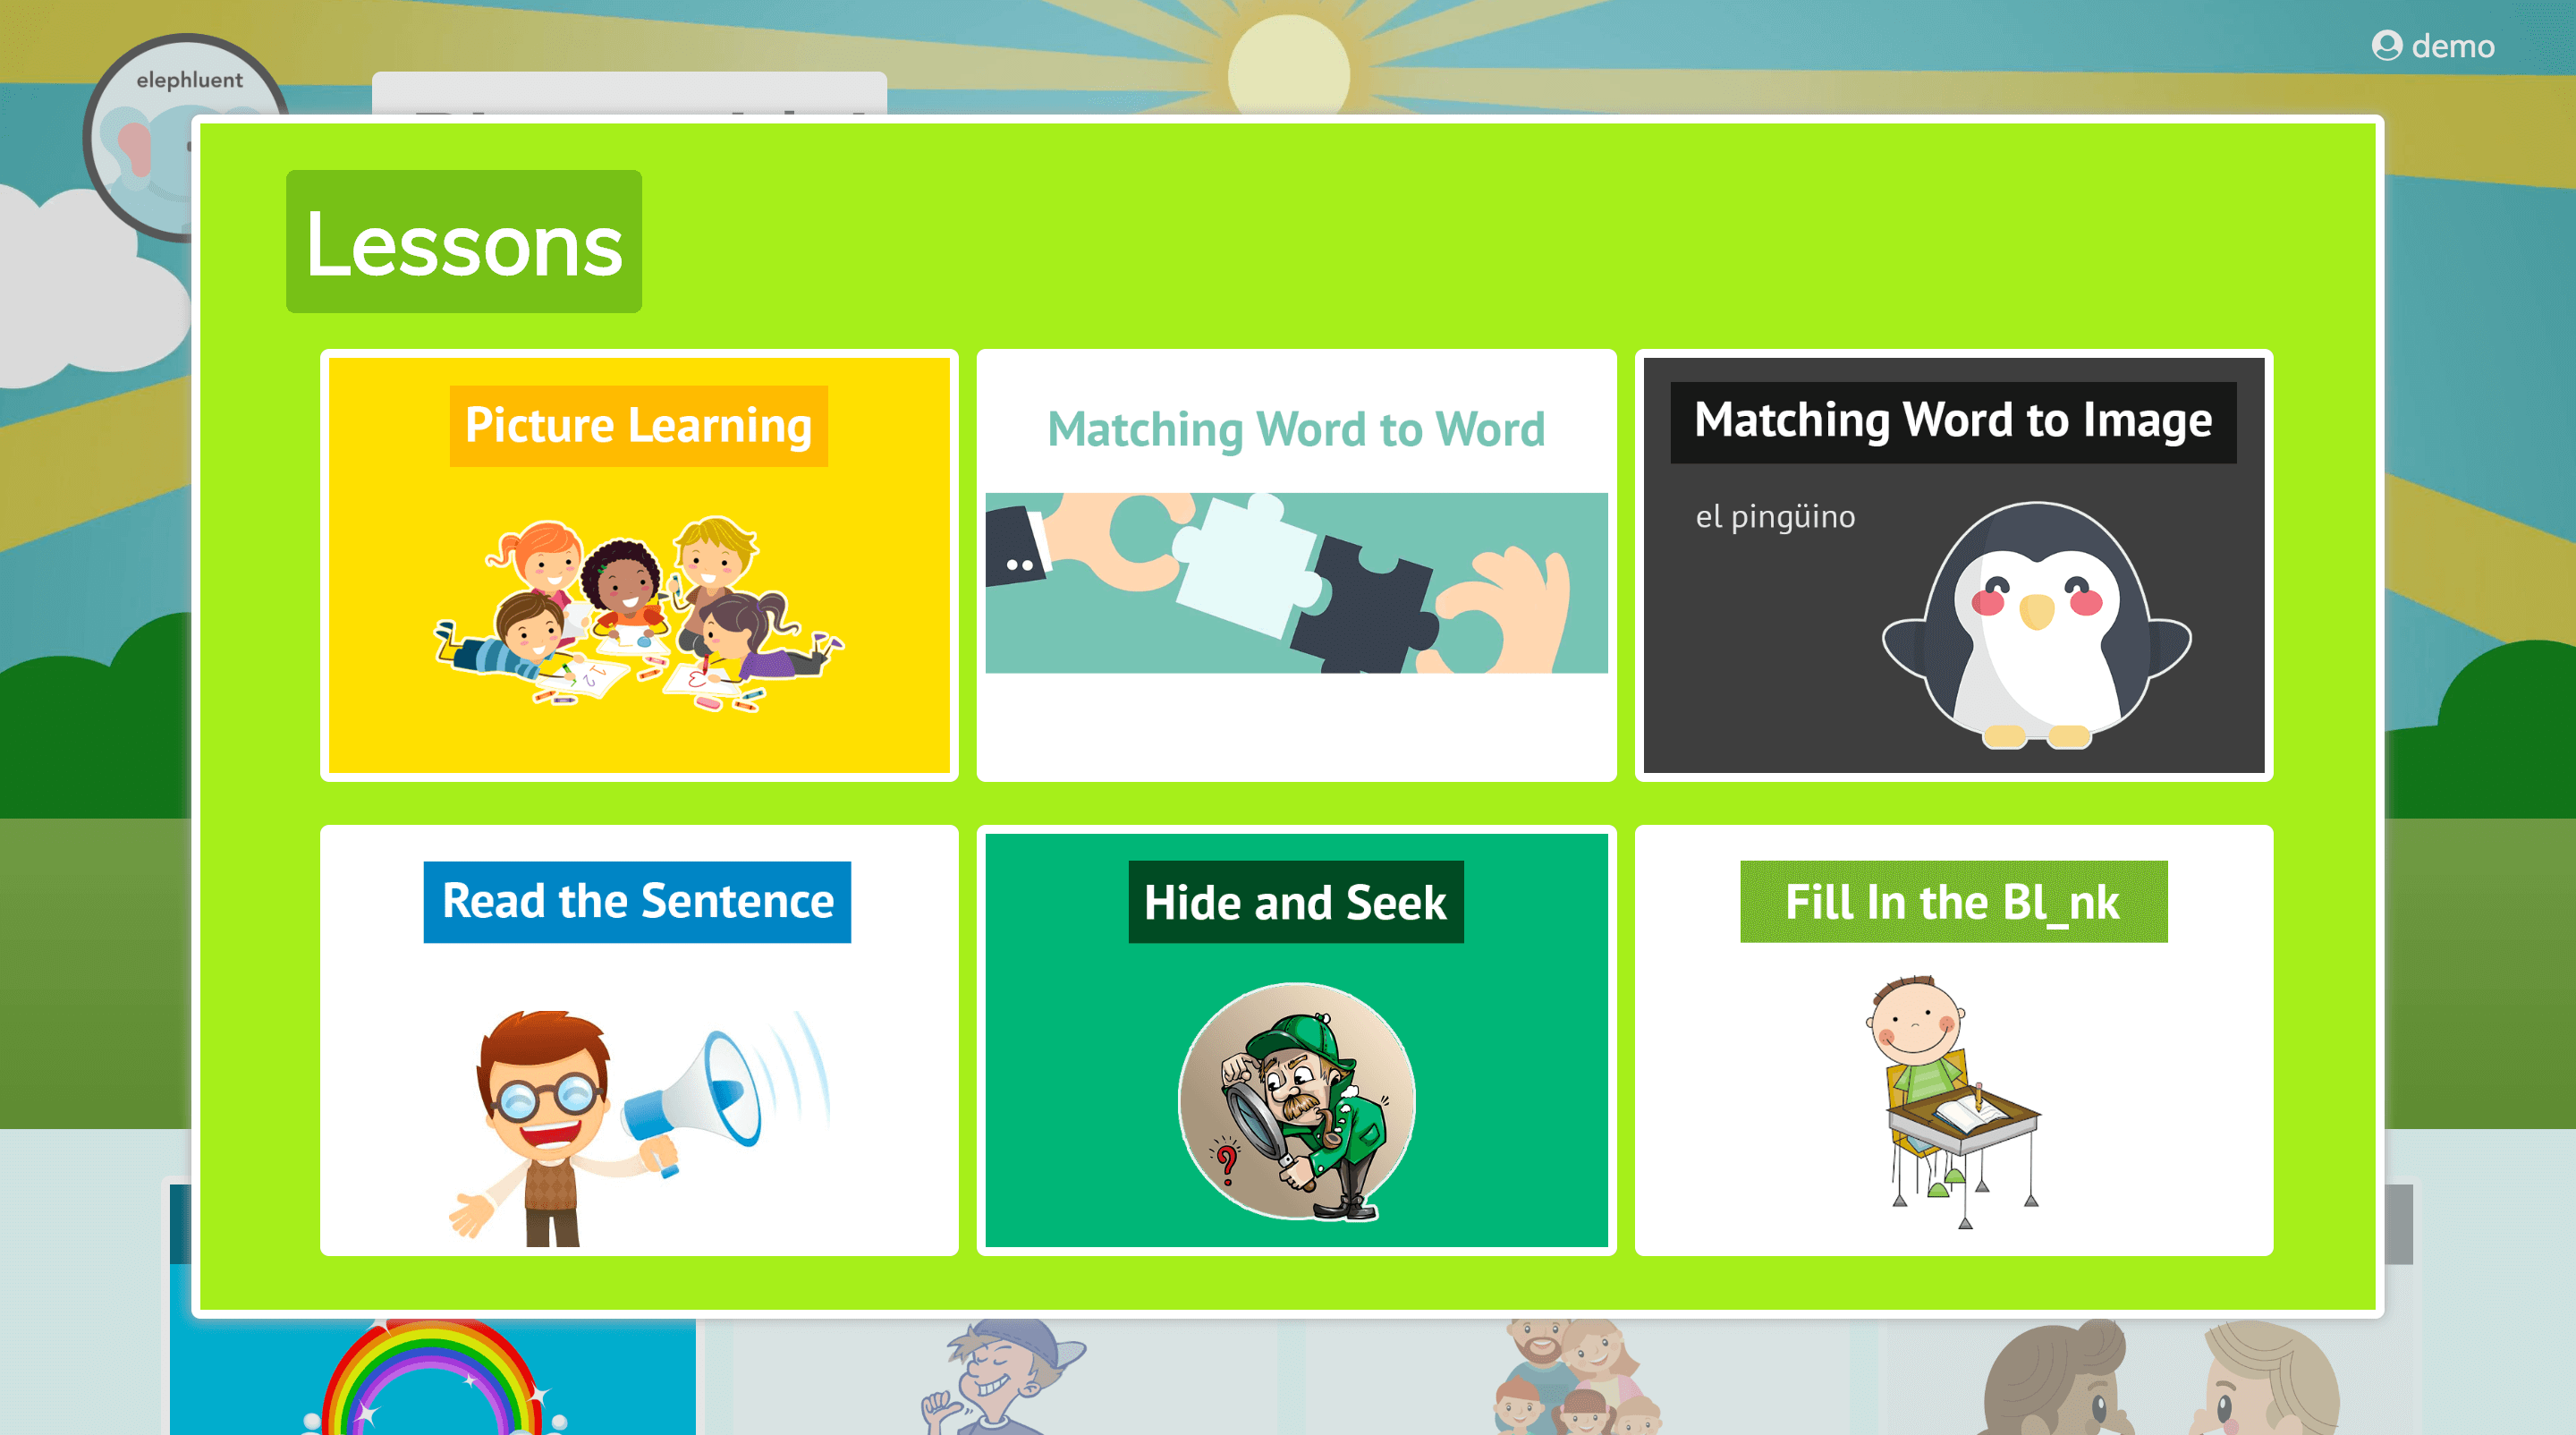 elephluent
demo
Lessons
Picture Learning
Matching Word to Word
Matching Word to Image
el pingüino
Read the Sentence
Hide and Seek
Fill In the Bl_nk